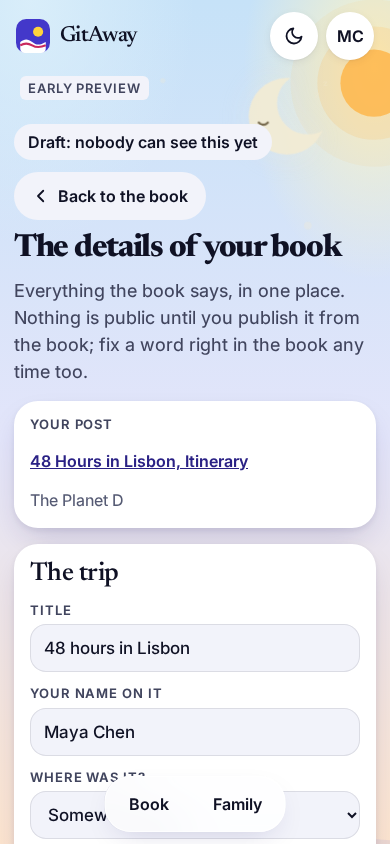 GitAway
MC
EARLY PREVIEW
Draft: nobody can see this yet
Back to the book
The details of your book
Everything the book says, in one place.
Nothing is public until you publish it from
the book; fix a word right in the book any
time too.
YOUR POST
48 Hours in Lisbon, Itinerary
The Planet D
The trip
TITLE
48 hours in Lisbon
YOUR NAME ON IT
Maya Chen
WHERE WAS IT?
Book
Family